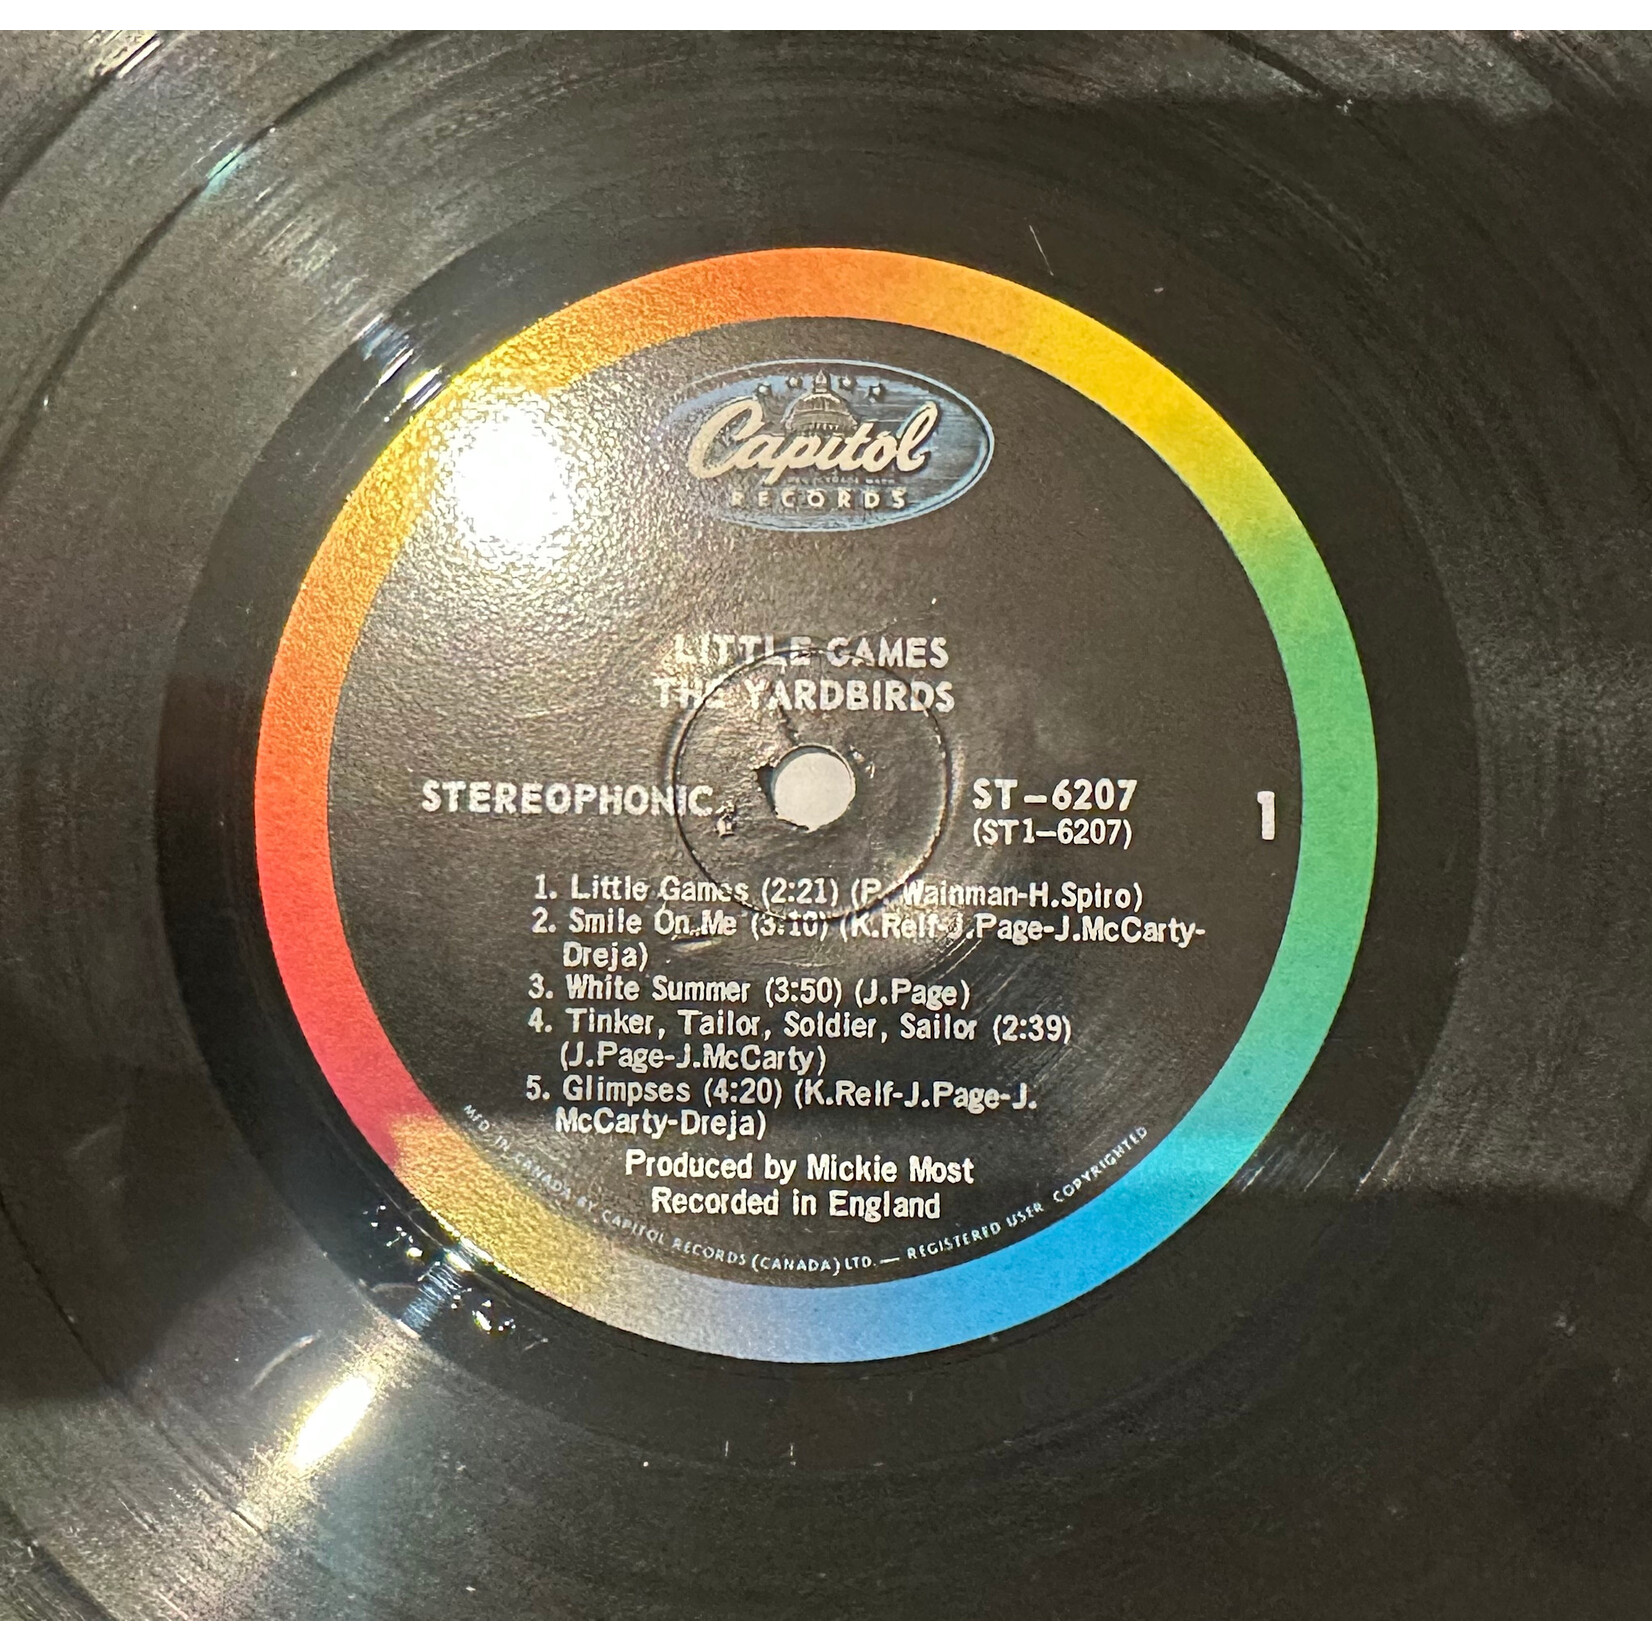 Capitol
RECORDS
LITTLE GAMES
THE YARDBIRDS
STEREOPHONIC
ST-6207
(ST1-6207)
1
1. Little Games (2:21) (P. Wainman-H.Spiro)
2. Smile On Me (3:10) (K.Relf-J.Page-J.McCarty-
Dreja)
3. White Summer (3:50) (J.Page)
4. Tinker, Tailor, Soldier, Sailor (2:39)
(J.Page-J.McCarty)
5. Glimpses (4:20) (K.Relf-J.Page-J.
McCarty-Dreja)
Produced by Mickie Most
Recorded in England
MFD. IN CANADA BY CAPITOL RECORDS (CANADA) LTD. — REGISTERED USER COPYRIGHTED